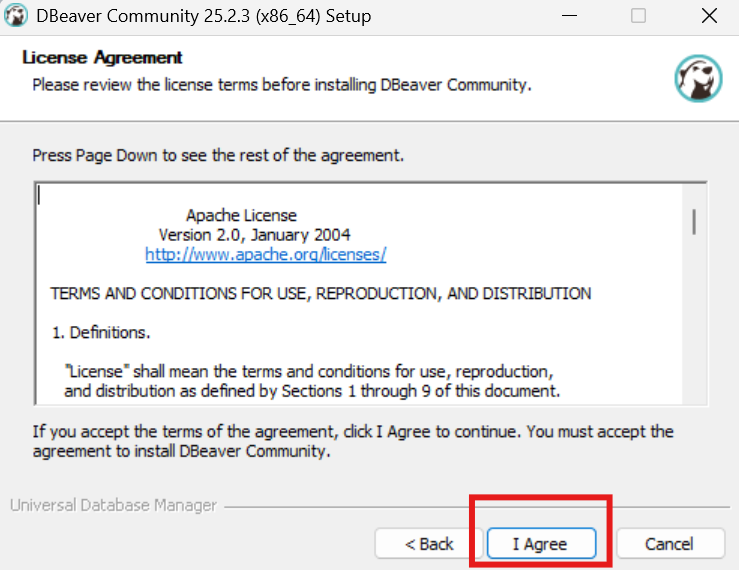 DBeaver Community 25.2.3 (x86_64) Setup
License Agreement
Please review the license terms before installing DBeaver Community.
Press Page Down to see the rest of the agreement.
Apache License
Version 2.0, January 2004
http://www.apache.org/licenses/
TERMS AND CONDITIONS FOR USE, REPRODUCTION, AND DISTRIBUTION
1. Definitions.
"License" shall mean the terms and conditions for use, reproduction,
and distribution as defined by Sections 1 through 9 of this document.
If you accept the terms of the agreement, click I Agree to continue. You must accept the
agreement to install DBeaver Community.
Universal Database Manager
< Back
I Agree
Cancel